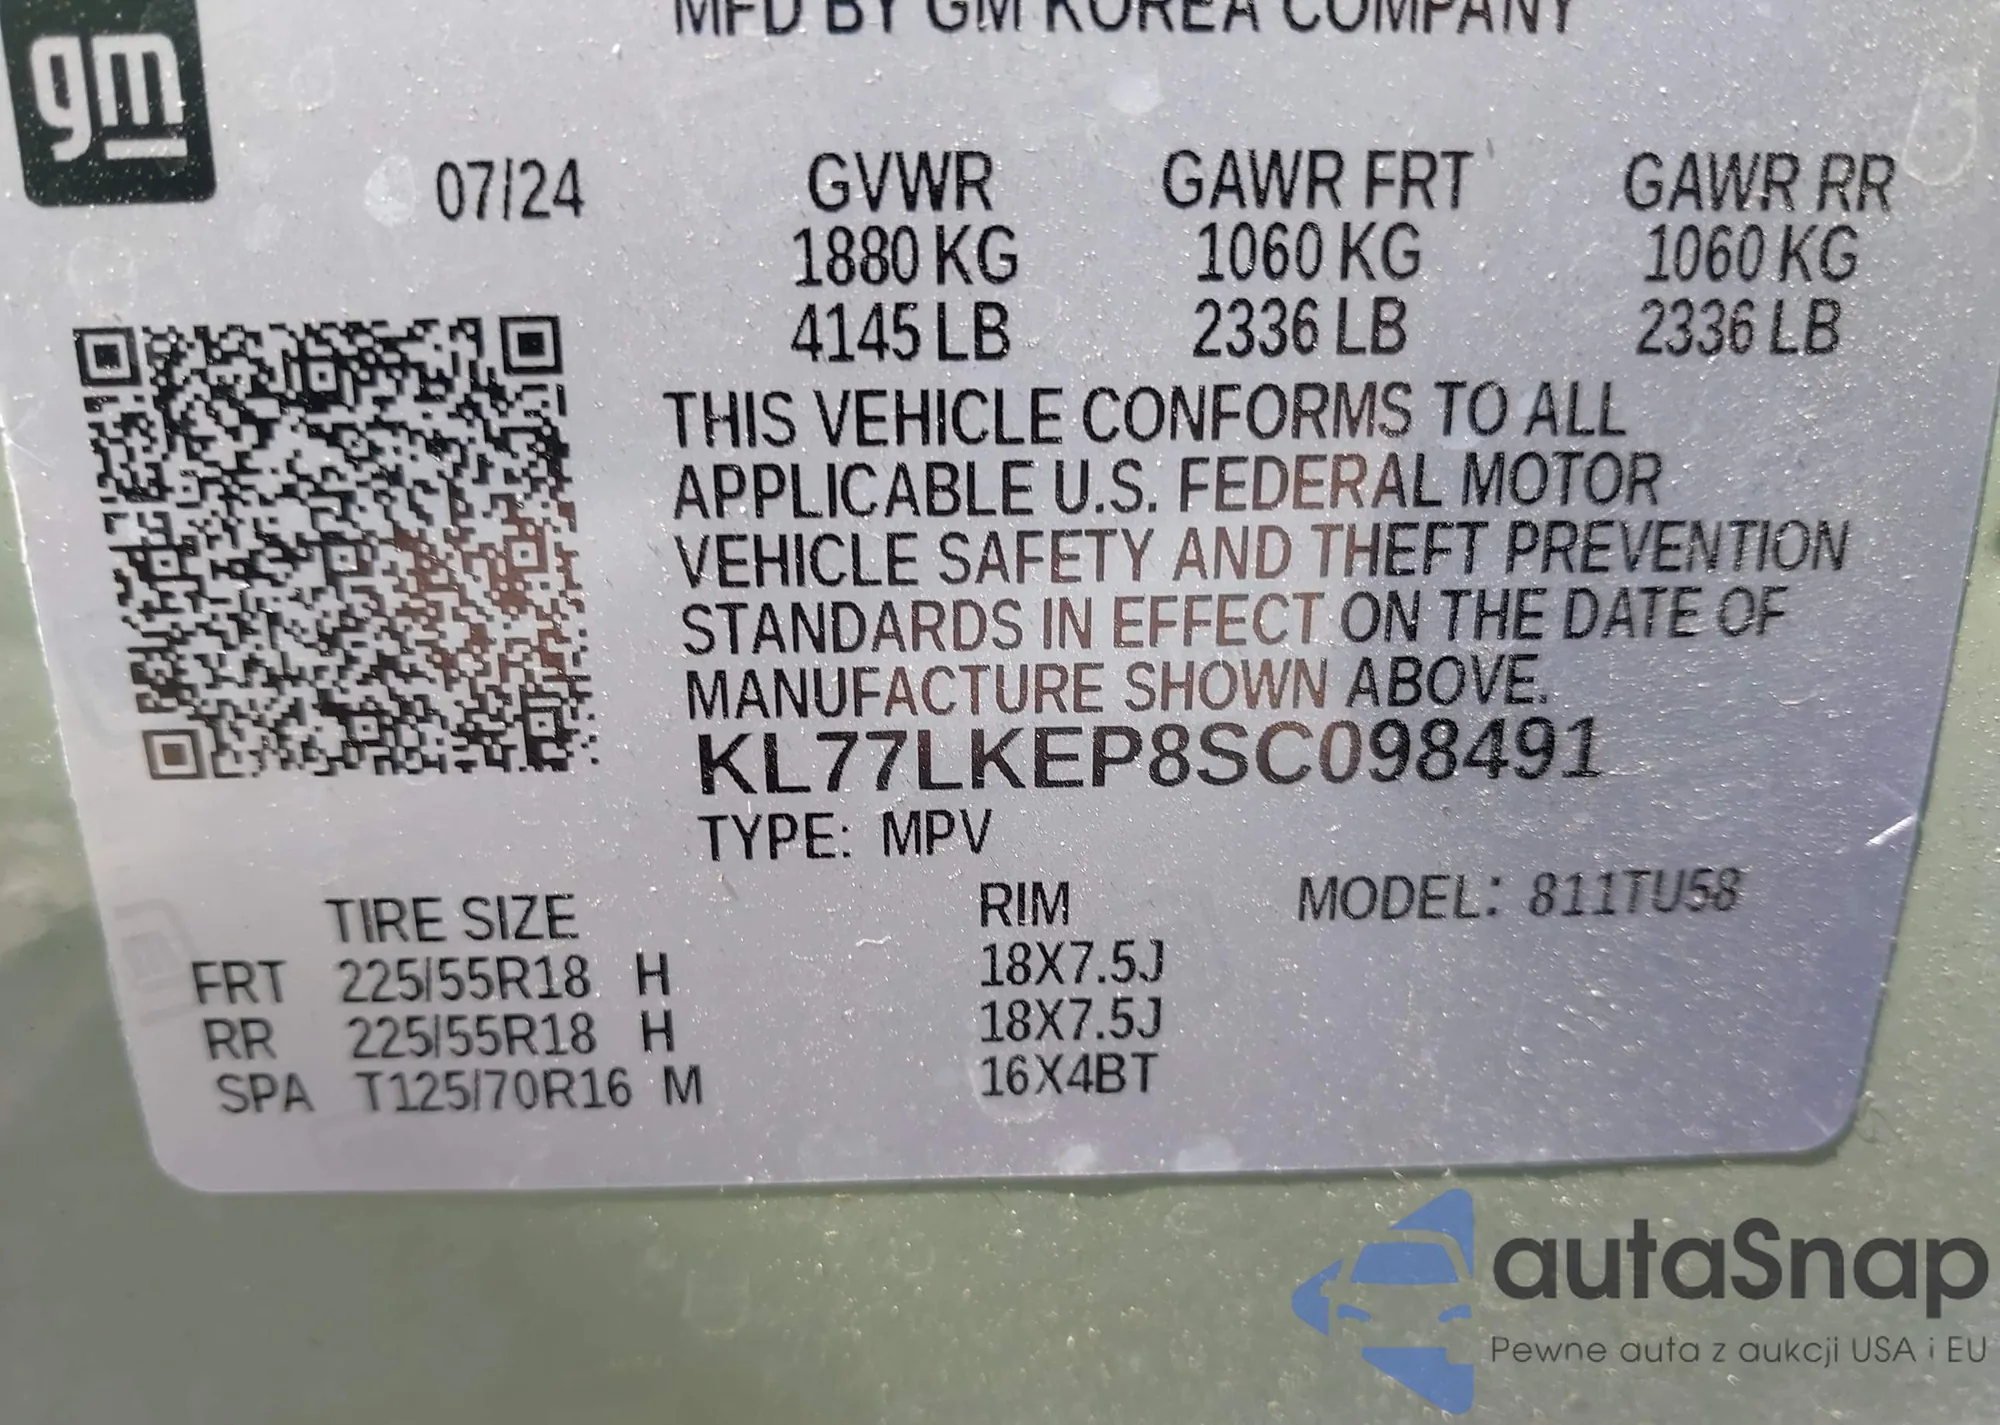 MFD BY GM KOREA COMPANY
gm
07/24 GVWR GAWR FRT GAWR RR
1880 KG 1060 KG 1060 KG
4145 LB 2336 LB 2336 LB
THIS VEHICLE CONFORMS TO ALL
APPLICABLE U.S. FEDERAL MOTOR
VEHICLE SAFETY AND THEFT PREVENTION
STANDARDS IN EFFECT ON THE DATE OF
MANUFACTURE SHOWN ABOVE.
KL77LKEP8SC098491
TYPE: MPV
TIRE SIZE RIM MODEL: 811TU58
FRT 225/55R18 H 18X7.5J
RR 225/55R18 H 18X7.5J
SPA T125/70R16 M 16X4BT
autaSnap
Pewne auta z aukcji USA i EU